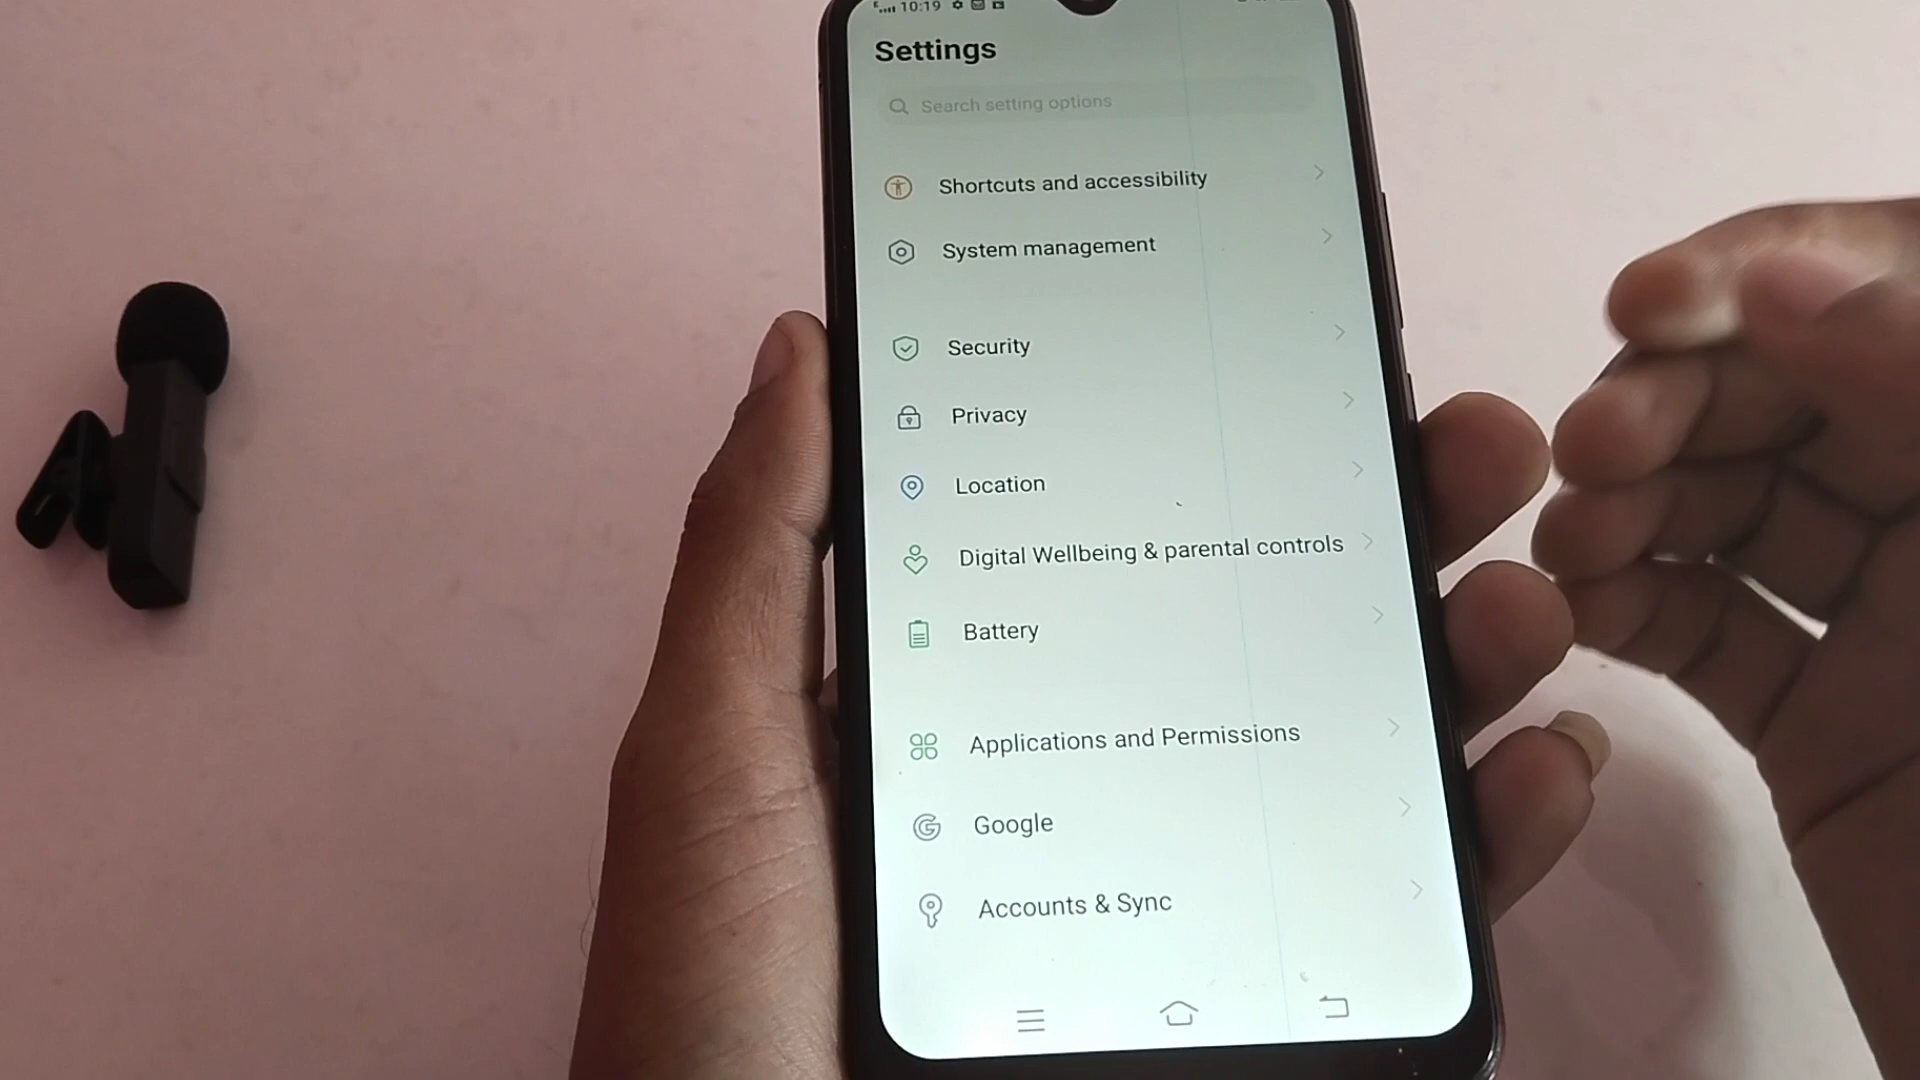 10:19
Settings
Search setting options
Shortcuts and accessibility
System management
Security
Privacy
Location
Digital Wellbeing & parental controls
Battery
Applications and Permissions
Google
Accounts & Sync